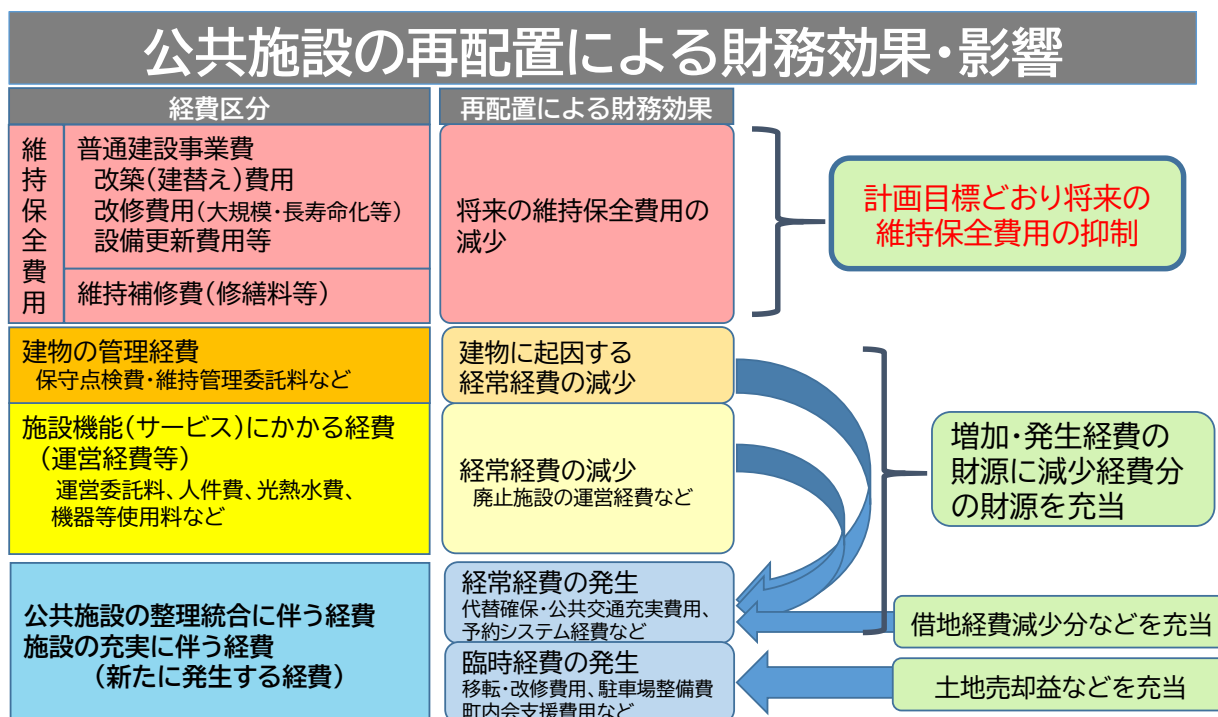 公共施設の再配置による財務効果・影響
経費区分
再配置による財務効果
維持保全費用
普通建設事業費
改築(建替え)費用
改修費用(大規模・長寿命化等)
設備更新費用等
維持補修費(修繕料等)
将来の維持保全費用の
減少
計画目標どおり将来の
維持保全費用の抑制
建物の管理経費
保守点検費・維持管理委託料など
建物に起因する
経常経費の減少
施設機能(サービス)にかかる経費
(運営経費等)
運営委託料、人件費、光熱水費、
機器等使用料など
経常経費の減少
廃止施設の運営経費など
増加・発生経費の
財源に減少経費分
の財源を充当
公共施設の整理統合に伴う経費
施設の充実に伴う経費
(新たに発生する経費)
経常経費の発生
代替確保・公共交通充実費用、
予約システム経費など
借地経費減少分などを充当
臨時経費の発生
移転・改修費用、駐車場整備費
町内会支援費用など
土地売却益などを充当